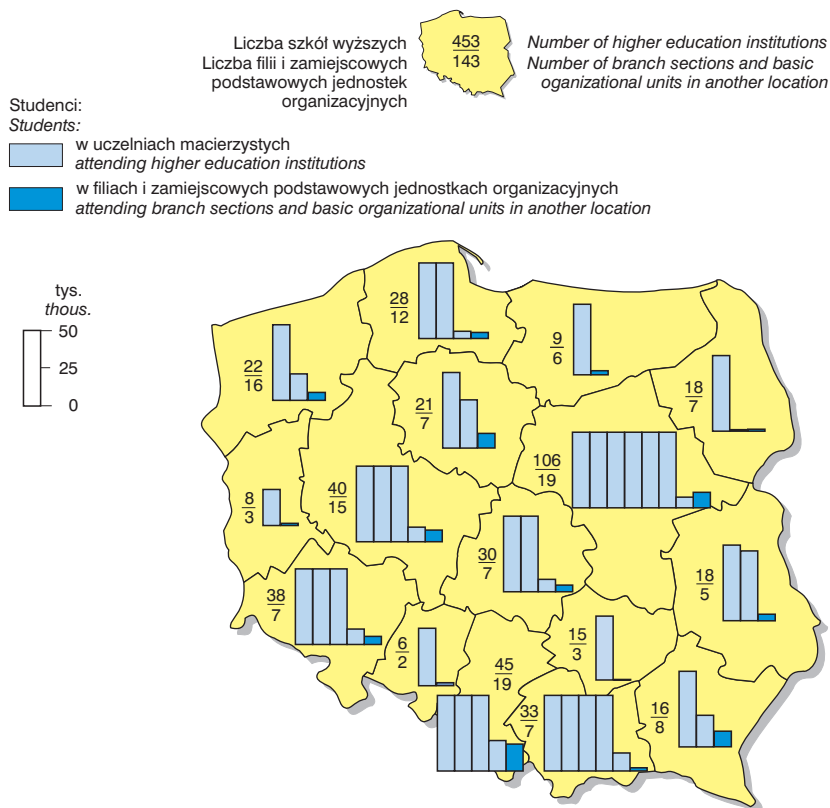 Liczba szkół wyższych
Liczba filii i zamiejscowych
podstawowych jednostek
organizacyjnych
453
143
Number of higher education institutions
Number of branch sections and basic
oganizational units in another location
Studenci:
Students:
w uczelniach macierzystych
attending higher education institutions
w filiach i zamiejscowych podstawowych jednostkach organizacyjnych
attending branch sections and basic organizational units in another location
tys.
thous.
50
25
0
28
12
22
16
9
6
18
7
21
7
106
19
8
3
40
15
30
7
18
5
38
7
6
2
45
19
15
3
33
7
16
8